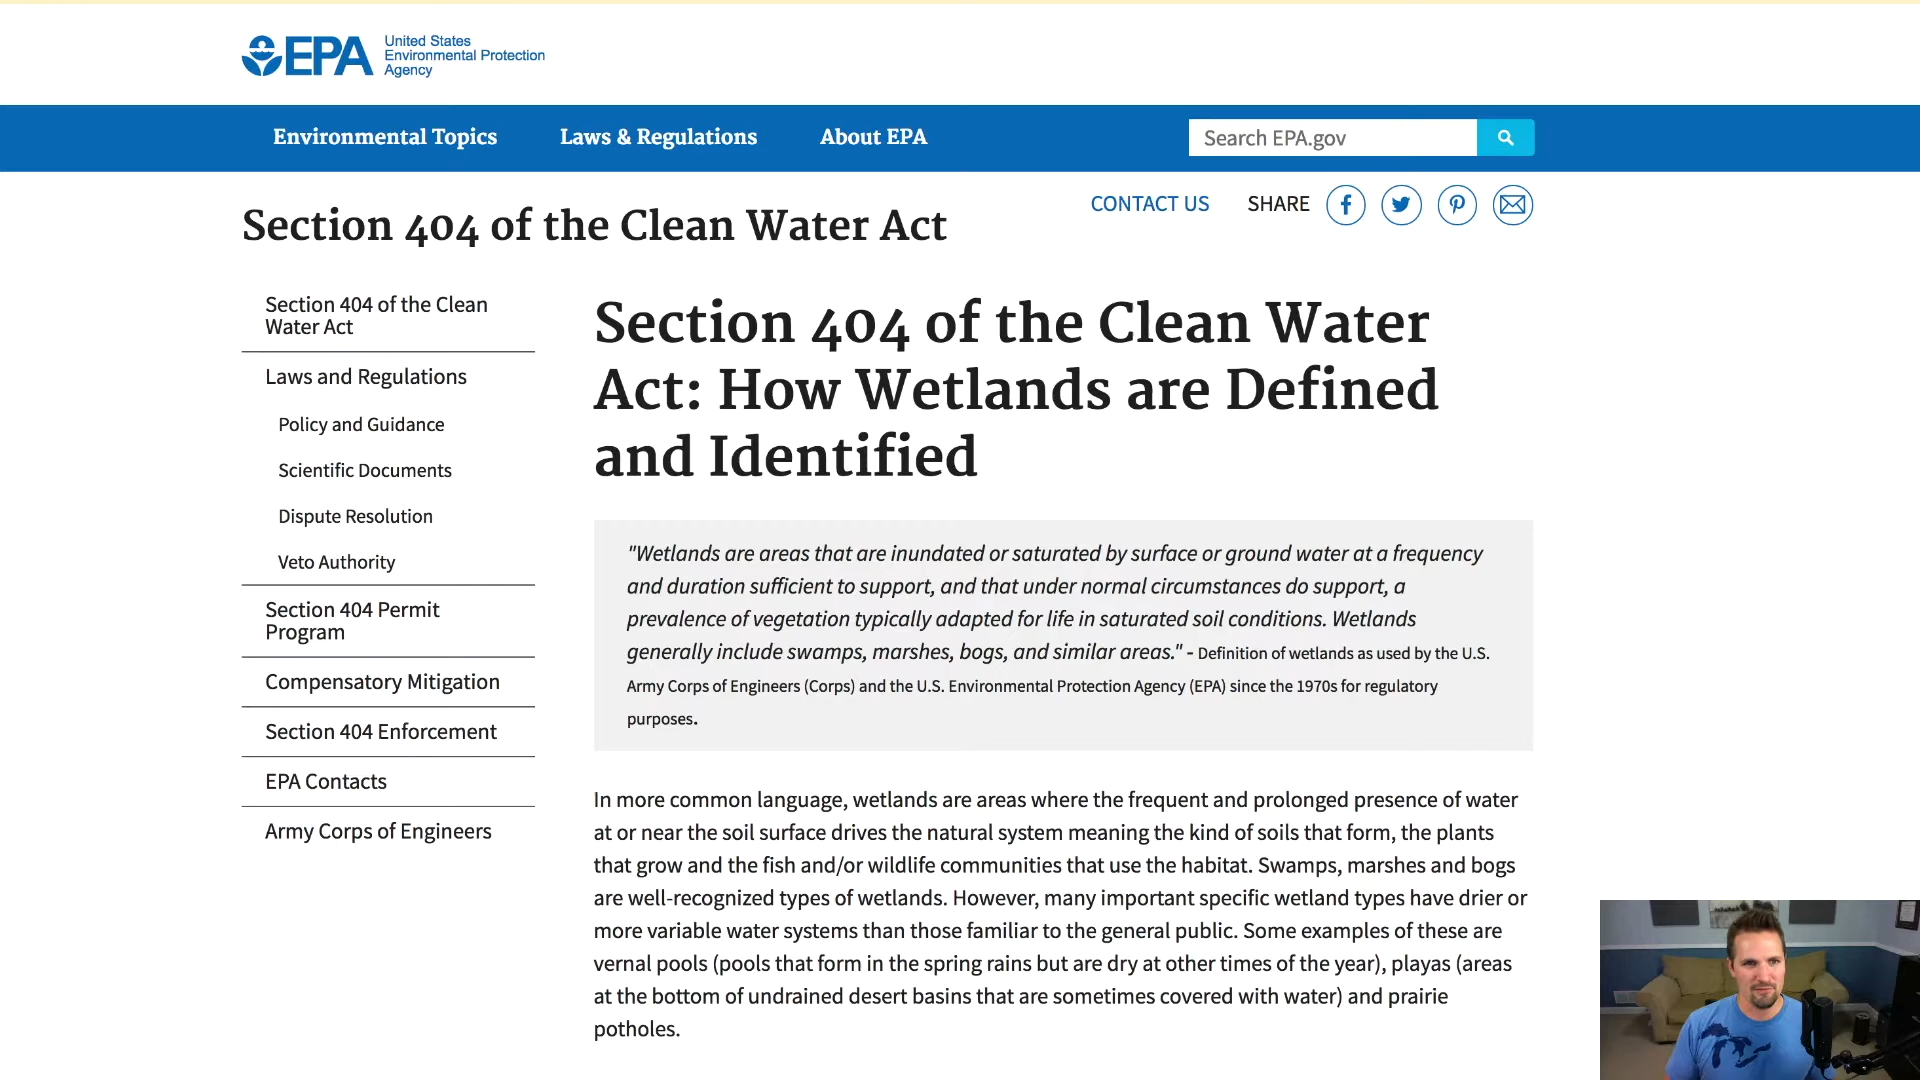 EPA
United States
Environmental Protection
Agency
Environmental Topics
Laws & Regulations
About EPA
Search EPA.gov
CONTACT US
SHARE
Section 404 of the Clean Water Act
Section 404 of the Clean
Water Act
Laws and Regulations
Policy and Guidance
Scientific Documents
Dispute Resolution
Veto Authority
Section 404 Permit
Program
Compensatory Mitigation
Section 404 Enforcement
EPA Contacts
Army Corps of Engineers
Section 404 of the Clean Water
Act: How Wetlands are Defined
and Identified
"Wetlands are areas that are inundated or saturated by surface or ground water at a frequency
and duration sufficient to support, and that under normal circumstances do support, a
prevalence of vegetation typically adapted for life in saturated soil conditions. Wetlands
generally include swamps, marshes, bogs, and similar areas." - Definition of wetlands as used by the U.S.
Army Corps of Engineers (Corps) and the U.S. Environmental Protection Agency (EPA) since the 1970s for regulatory
purposes.
In more common language, wetlands are areas where the frequent and prolonged presence of water
at or near the soil surface drives the natural system meaning the kind of soils that form, the plants
that grow and the fish and/or wildlife communities that use the habitat. Swamps, marshes and bogs
are well-recognized types of wetlands. However, many important specific wetland types have drier or
more variable water systems than those familiar to the general public. Some examples of these are
vernal pools (pools that form in the spring rains but are dry at other times of the year), playas (areas
at the bottom of undrained desert basins that are sometimes covered with water) and prairie
potholes.